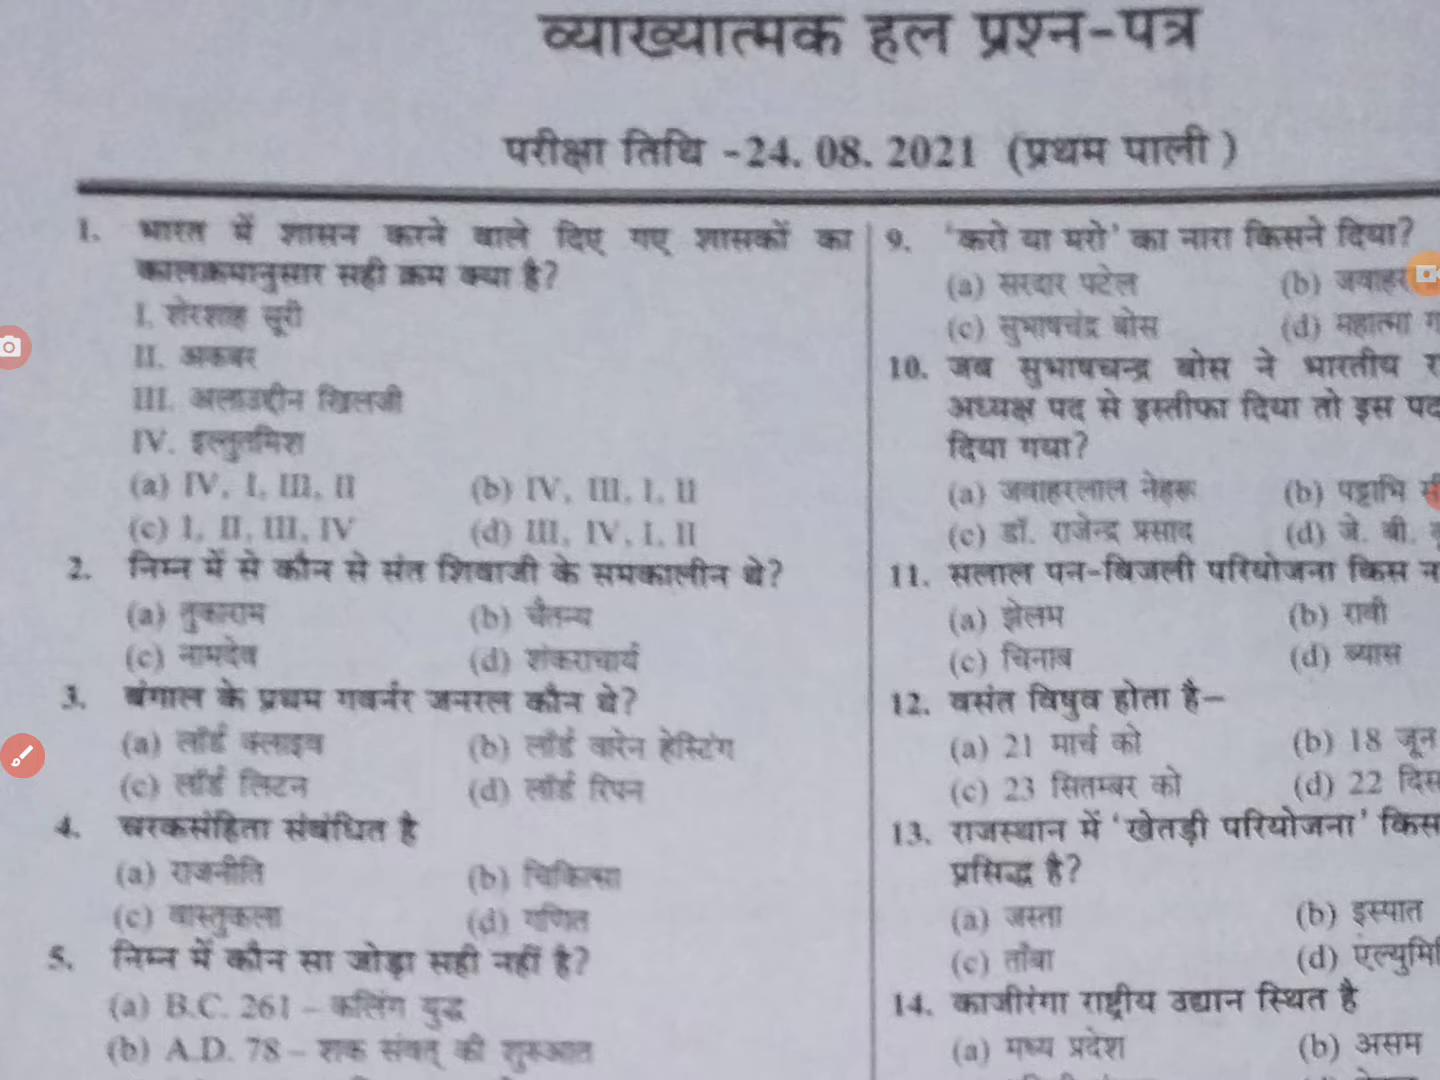 व्याख्यात्मक हल प्रश्न-पत्र
परीक्षा तिथि -24. 08. 2021 (प्रथम पाली )
1. भारत में शासन करने वाले दिए गए शासकों का
कालक्रमानुसार सही क्रम क्या है?
I. शेरशाह सूरी
II. अकबर
III. अलाउद्दीन खिलजी
IV. इल्तुतमिश
(a) IV, I, III, II (b) IV, III, I, II
(c) I, II, III, IV (d) III, IV, I, II
2. निम्न में से कौन से संत शिवाजी के समकालीन थे?
(a) तुकाराम (b) चैतन्य
(c) नामदेव (d) शंकराचार्य
3. बंगाल के प्रथम गवर्नर जनरल कौन थे?
(a) लॉर्ड क्लाइव (b) लॉर्ड वारेन हेस्टिंग
(c) लॉर्ड लिटन (d) लॉर्ड रिपन
4. चरकसंहिता संबंधित है
(a) राजनीति (b) चिकित्सा
(c) वास्तुकला (d) गणित
5. निम्न में कौन सा जोड़ा सही नहीं है?
(a) B.C. 261 – कलिंग युद्ध
(b) A.D. 78 – शक संवत् की शुरूआत
9. 'करो या मरो' का नारा किसने दिया?
(a) सरदार पटेल (b) जवाहर
(c) सुभाषचंद्र बोस (d) महात्मा
10. जब सुभाषचन्द्र बोस ने भारतीय
अध्यक्ष पद से इस्तीफा दिया तो इस पद
दिया गया?
(a) जवाहरलाल नेहरू (b) पट्टाभि
(c) डॉ. राजेन्द्र प्रसाद (d) जे. बी.
11. सलाल पन-बिजली परियोजना किस
(a) झेलम (b) रावी
(c) चिनाब (d) व्यास
12. वसंत विषुव होता है–
(a) 21 मार्च को (b) 18 जून
(c) 23 सितम्बर को (d) 22
13. राजस्थान में 'खेतड़ी परियोजना' किस
प्रसिद्ध है?
(a) जस्ता (b) इस्पात
(c) ताँबा (d)
14. काजीरंगा राष्ट्रीय उद्यान स्थित है
(a) मध्य प्रदेश (b) असम